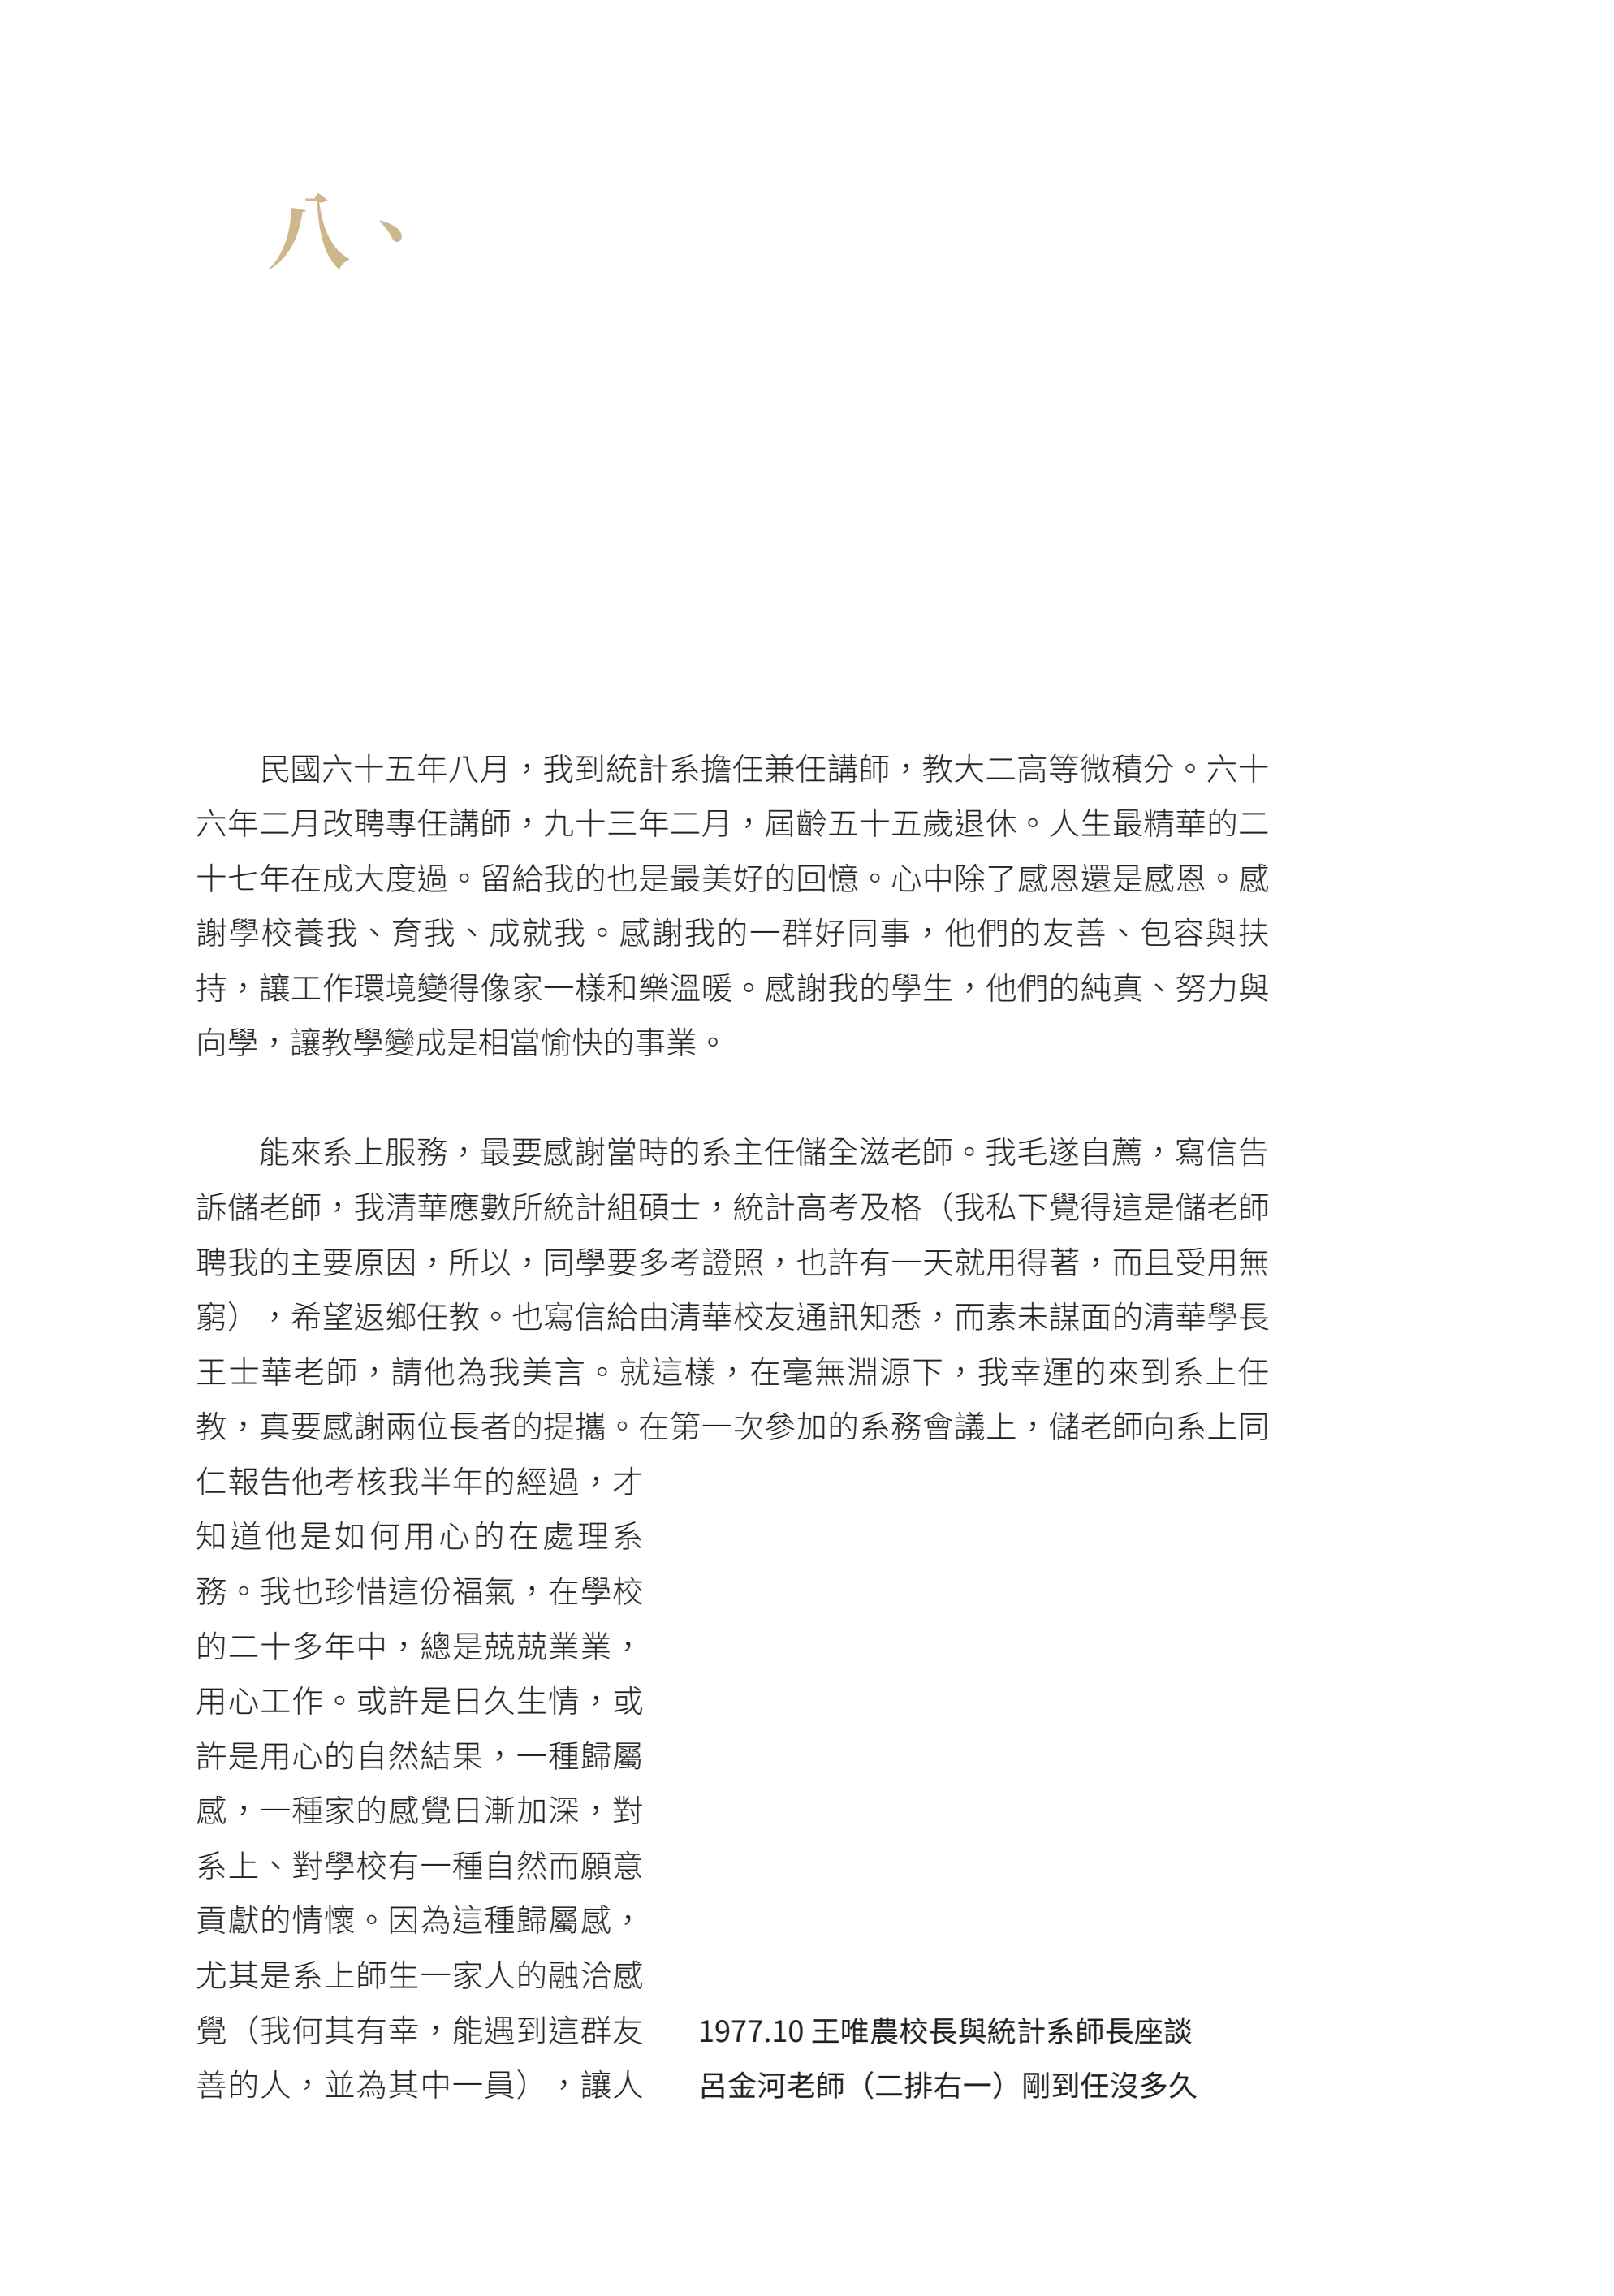 八、
民國六十五年八月，我到統計系擔任兼任講師，教大二高等微積分。六十
六年二月改聘專任講師，九十三年二月，屆齡五十五歲退休。人生最精華的二
十七年在成大度過。留給我的也是最美好的回憶。心中除了感恩還是感恩。感
謝學校養我、育我、成就我。感謝我的一群好同事，他們的友善、包容與扶
持，讓工作環境變得像家一樣和樂溫暖。感謝我的學生，他們的純真、努力與
向學，讓教學變成是相當愉快的事業。
能來系上服務，最要感謝當時的系主任儲全滋老師。我毛遂自薦，寫信告
訴儲老師，我清華應數所統計組碩士，統計高考及格（我私下覺得這是儲老師
聘我的主要原因，所以，同學要多考證照，也許有一天就用得著，而且受用無
窮），希望返鄉任教。也寫信給由清華校友通訊知悉，而素未謀面的清華學長
王士華老師，請他為我美言。就這樣，在毫無淵源下，我幸運的來到系上任
教，真要感謝兩位長者的提攜。在第一次參加的系務會議上，儲老師向系上同
仁報告他考核我半年的經過，才
知道他是如何用心的在處理系
務。我也珍惜這份福氣，在學校
的二十多年中，總是兢兢業業，
用心工作。或許是日久生情，或
許是用心的自然結果，一種歸屬
感，一種家的感覺日漸加深，對
系上、對學校有一種自然而願意
貢獻的情懷。因為這種歸屬感，
尤其是系上師生一家人的融洽感
覺（我何其有幸，能遇到這群友
善的人，並為其中一員），讓人
1977.10 王唯農校長與統計系師長座談
呂金河老師（二排右一）剛到任沒多久